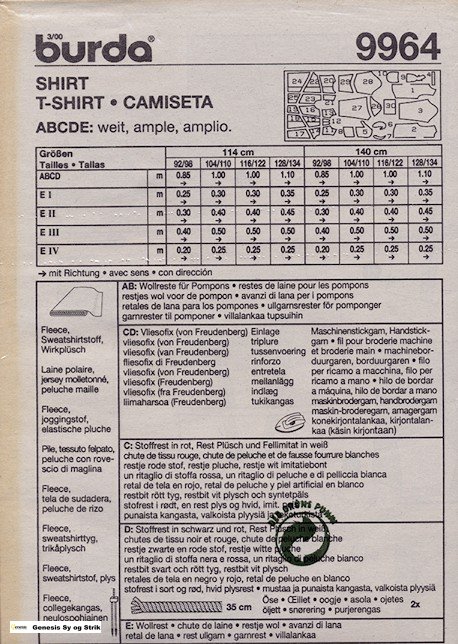 3/00
burda®
9964
SHIRT
T-SHIRT • CAMISETA
ABCDE: weit, ample, amplio.
Größen 114 cm 140 cm
Tailles • Tallas 92/98 104/110 116/122 128/134 92/98 104/110 116/122 128/134
ABCD m 0.85 1.00 1.00 1.10 0.85 1.00 1.00 1.10
E I m 0.25 0.30 0.30 0.35 0.25 0.30 0.30 0.35
E II m 0.30 0.40 0.40 0.45 0.30 0.40 0.40 0.45
E III m 0.40 0.50 0.50 0.50 0.40 0.50 0.50 0.50
E IV m 0.20 0.25 0.25 0.25 0.20 0.25 0.25 0.25
→ mit Richtung • avec sens • con dirección
Fleece,
Sweatshirtstoff,
Wirkplüsch
Laine polaire,
jersey molletonné,
peluche maille
Fleece,
joggingstof,
elastische pluche
Pile, tessuto felpato,
peluche con rove-
scio di maglina
Fleece,
tela de sudadera,
peluche de rizo
Fleece,
sweatshirttyg,
trikåplysch
Fleece,
sweatshirtstof, plys
Fleece,
collegekangas,
neulosoohlainen
AB: Wollreste für Pompons • restes de laine pour les pompons
restjes wol voor de pompon • avanzi di lana per i pompons
retales de lana para los pompones • ullgarnsrester för pomponger
garnrester til pomponer • villalankaa tupsuihin
CD: Vliesofix (von Freudenberg) Einlage
vliesofix (von Freudenberg) triplure
vliesofix (van Freudenberg) tussenvoering
fliesofix di Freudenberg) rinforzo
vliesofix (von Freudenberg) entretela
vliesofix (Freudenberg) mellanlägg
vliesofix (fra Freudenberg) indlæg
liimaharsoa (Freudenberg) tukikangas
Maschinenstickgarn, Handstick-
garn • fil pour broderie machine
et broderie main • machinebor-
duurgaren, borduurgaren • filo
per ricamo a macchina, filo per
ricamo a mano • hilo de bordar
a máquina, hilo de bordar a mano
maskinbrodergarn, handbrodergarn
maskin-broderegarn, amagergarn
konekirjontalankaa, kirjontalan-
kaa (käsin kirjontaan)
C: Stoffrest in rot, Rest Plüsch und Fellimitat in weiß
chute de tissu rouge, chute de peluche et de fausse fourrure blanches
restje rode stof, restje pluche, restje wit imitatiebont
un ritaglio di stoffa rossa, un ritaglio di peluche e di pelliccia bianca
retal de tela en rojo, retal de peluche y piel artificial en blanco
restbit rött tyg, restbit vit plysch och syntetpäls
stofrest i rødt, en rest plys og hvid, imit.
punaista kangasta, valkoista plyysiä
D: Stoffrest in schwarz und rot, Rest Plüsch in weiß
chutes de tissu noir et rouge, chute de peluche blanche
restje zwarte en rode stof, restje witte pluche
un ritaglio di stoffa nera e rossa, un ritaglio di peluche bianco
restbit svart och rött tyg, restbit vit plysch
retales de tela en negro y rojo, retal de peluche en blanco
stofrest i sort og rød, hvid plysrest • mustaa ja punaista kangasta, valkoista plyysiä
35 cm
Öse • Œillet • oogje • asola • ojetes
öljett • snørering • purjerengas
2x
E: Wollrest • chute de laine • restje wol • avanzi di lana
retal de lana • rest ullgarn • garnrest • villalankaa
Genesis Sy og Strik